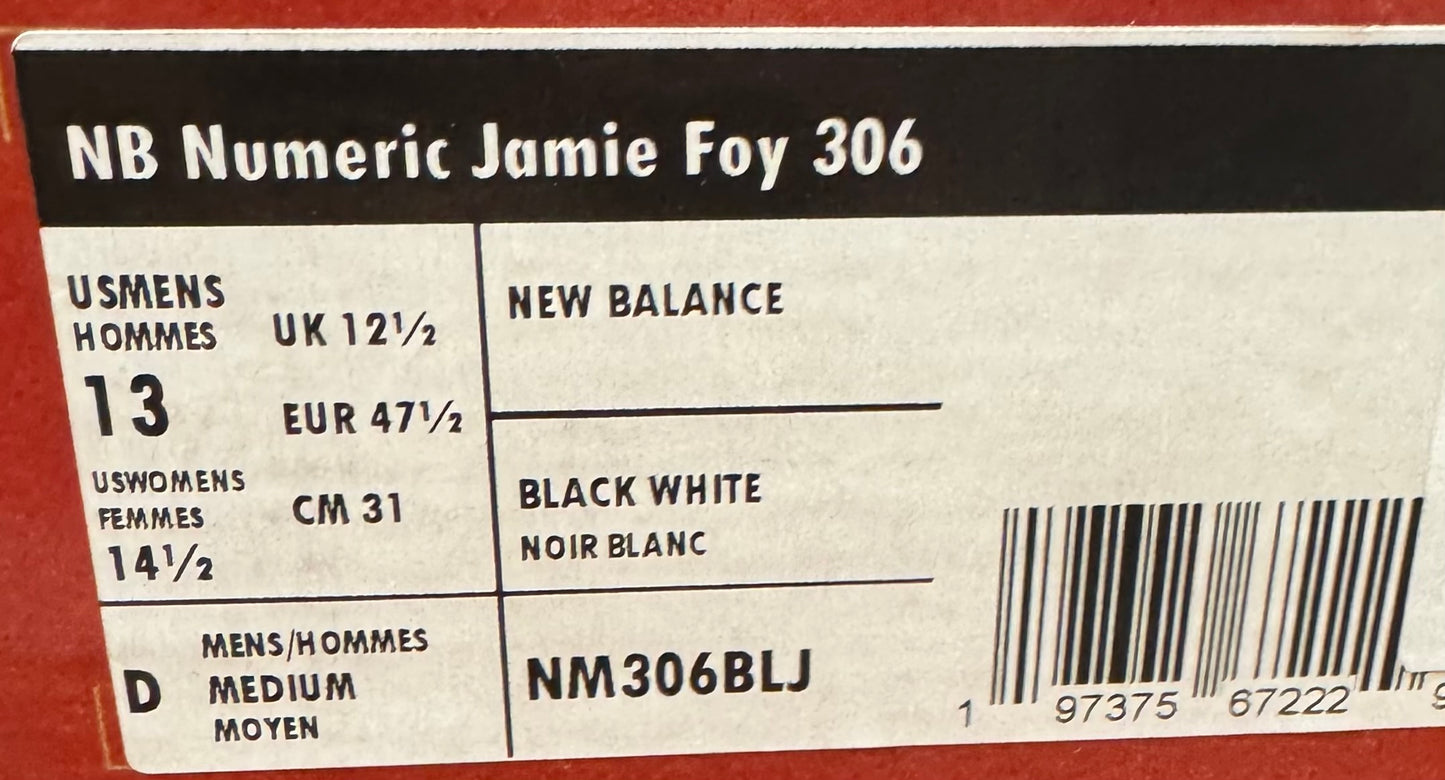 NB Numeric Jamie Foy 306
USMENS
HOMMES
13
UK 12½
EUR 47½
USWOMENS
FEMMES
14½
CM 31
NEW BALANCE
BLACK WHITE
NOIR BLANC
D
MENS/HOMMES
MEDIUM
MOYEN
NM306BLJ
1 97375 67222